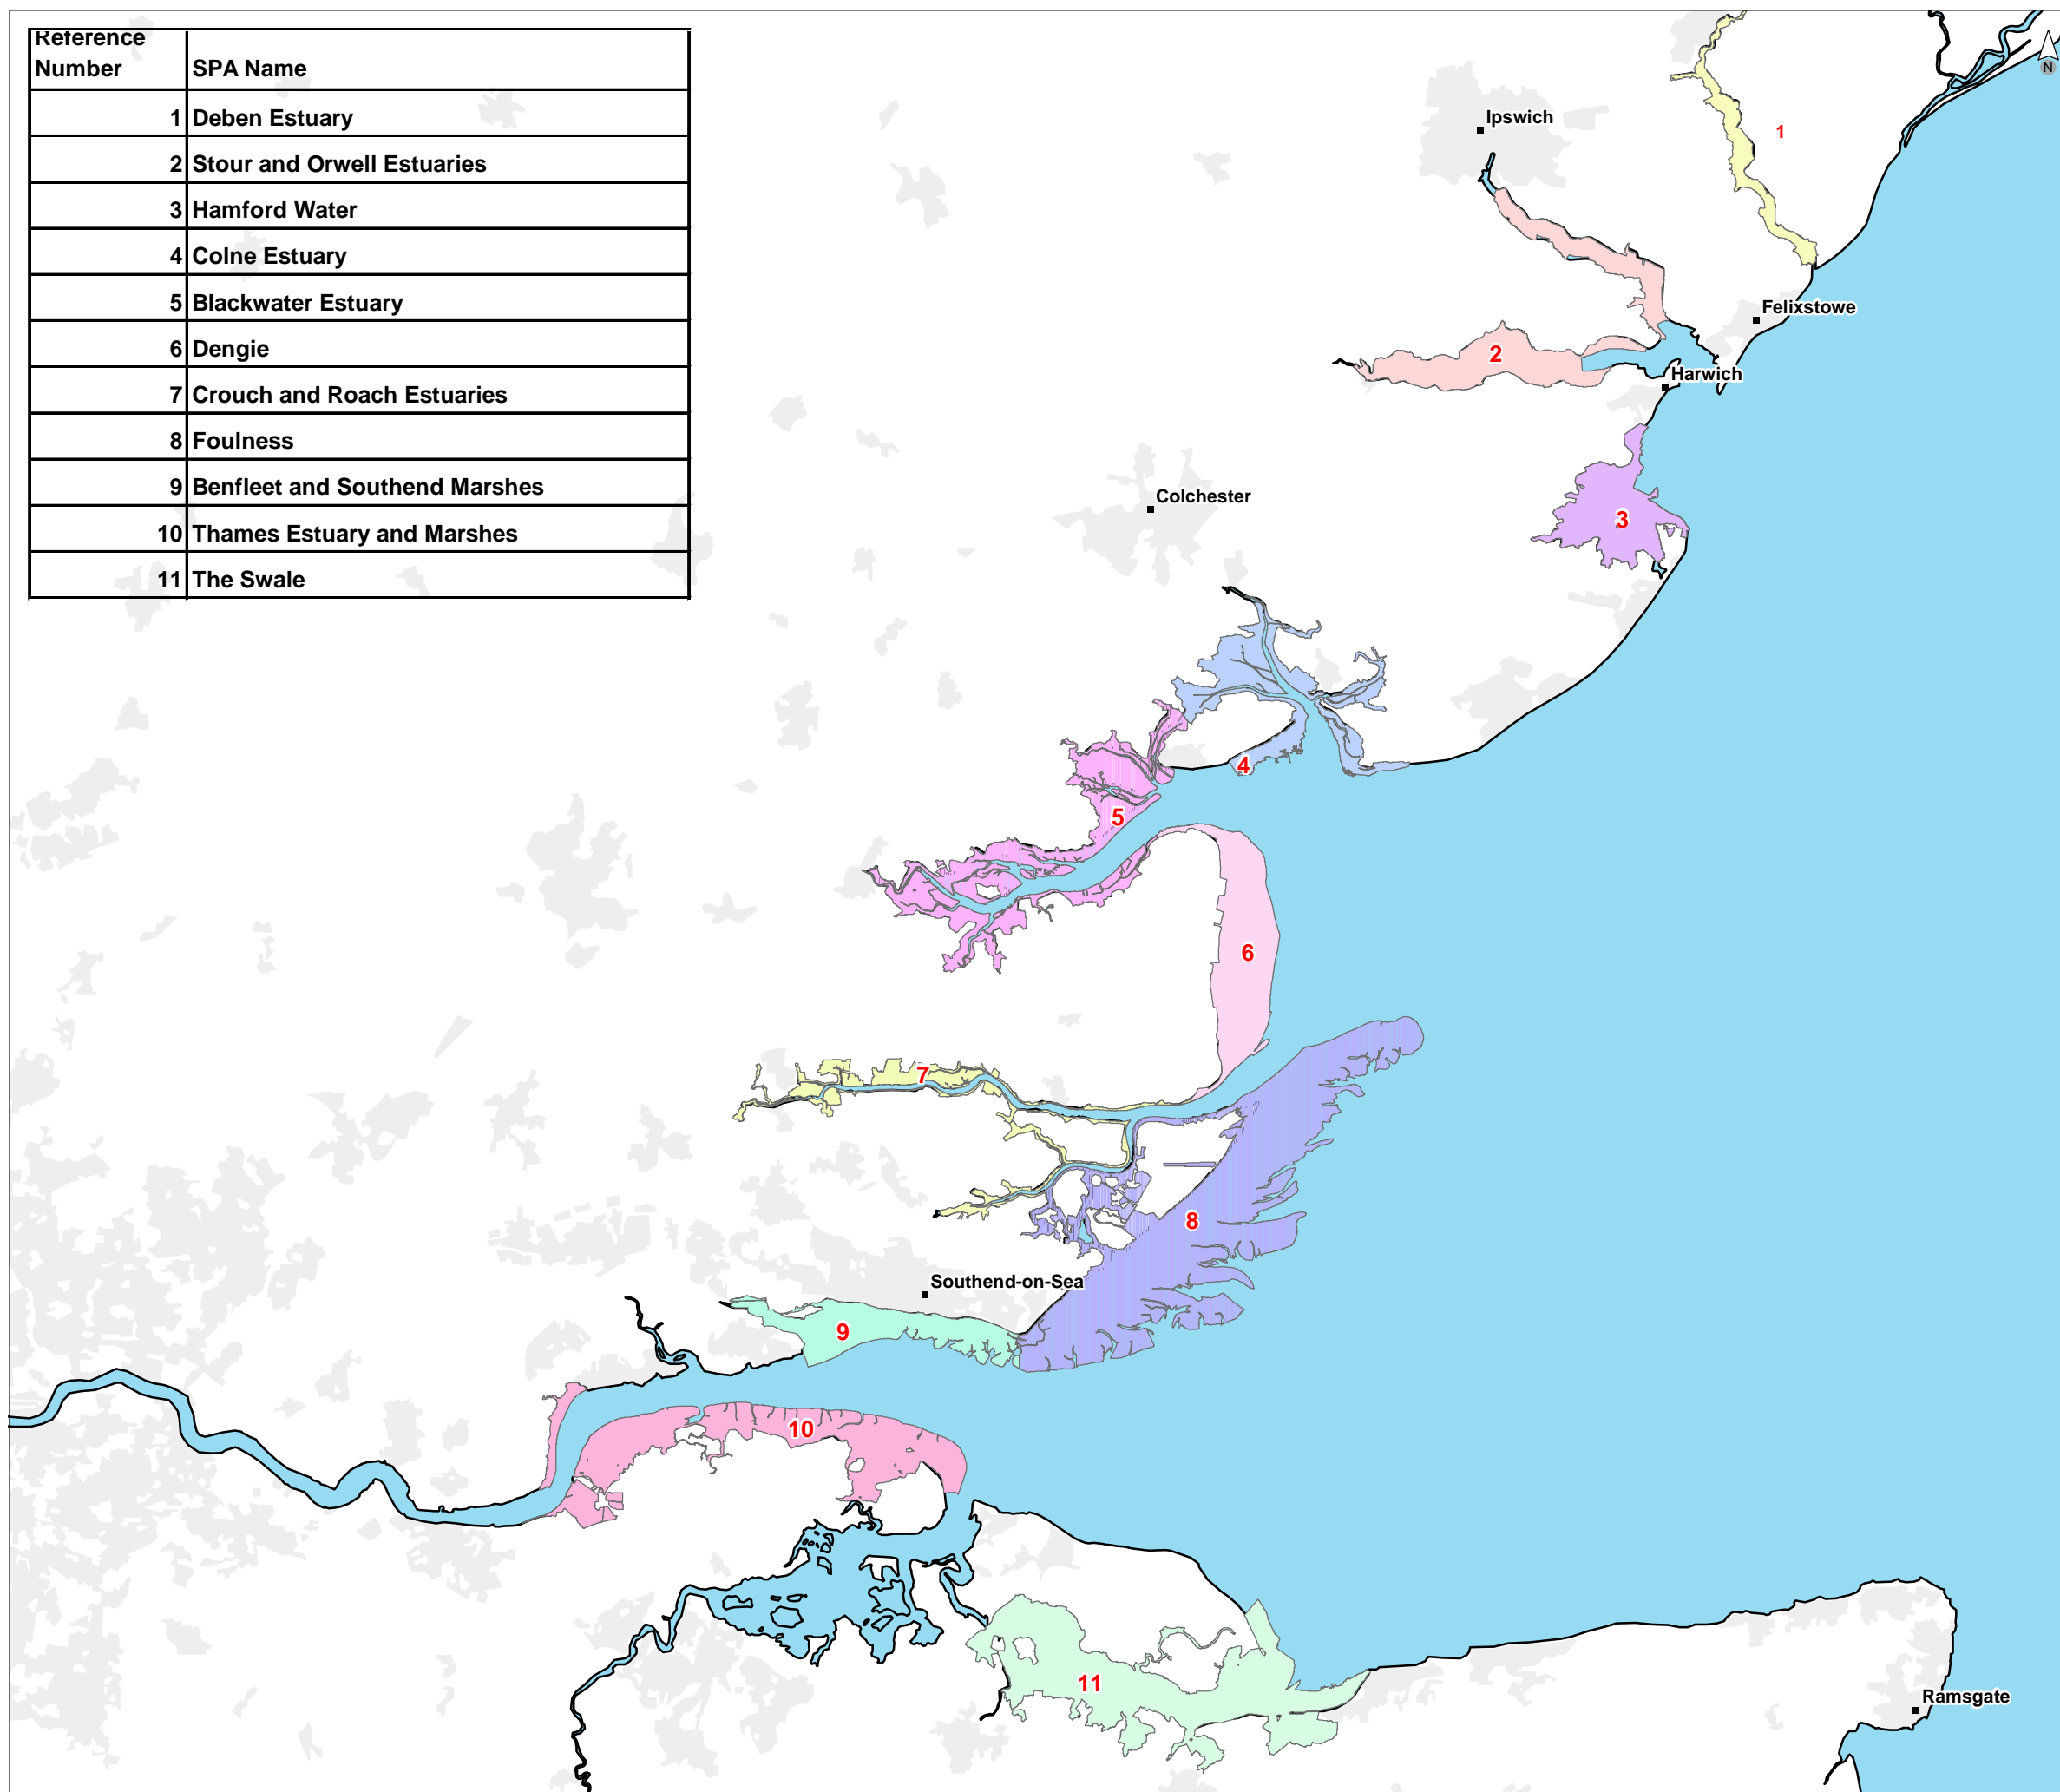 Reference
Number SPA Name
1 Deben Estuary
2 Stour and Orwell Estuaries
3 Hamford Water
4 Colne Estuary
5 Blackwater Estuary
6 Dengie
7 Crouch and Roach Estuaries
8 Foulness
9 Benfleet and Southend Marshes
10 Thames Estuary and Marshes
11 The Swale
N
Ipswich
1
Felixstowe
2
Harwich
Colchester
3
4
5
6
7
8
Southend-on-Sea
9
10
11
Ramsgate